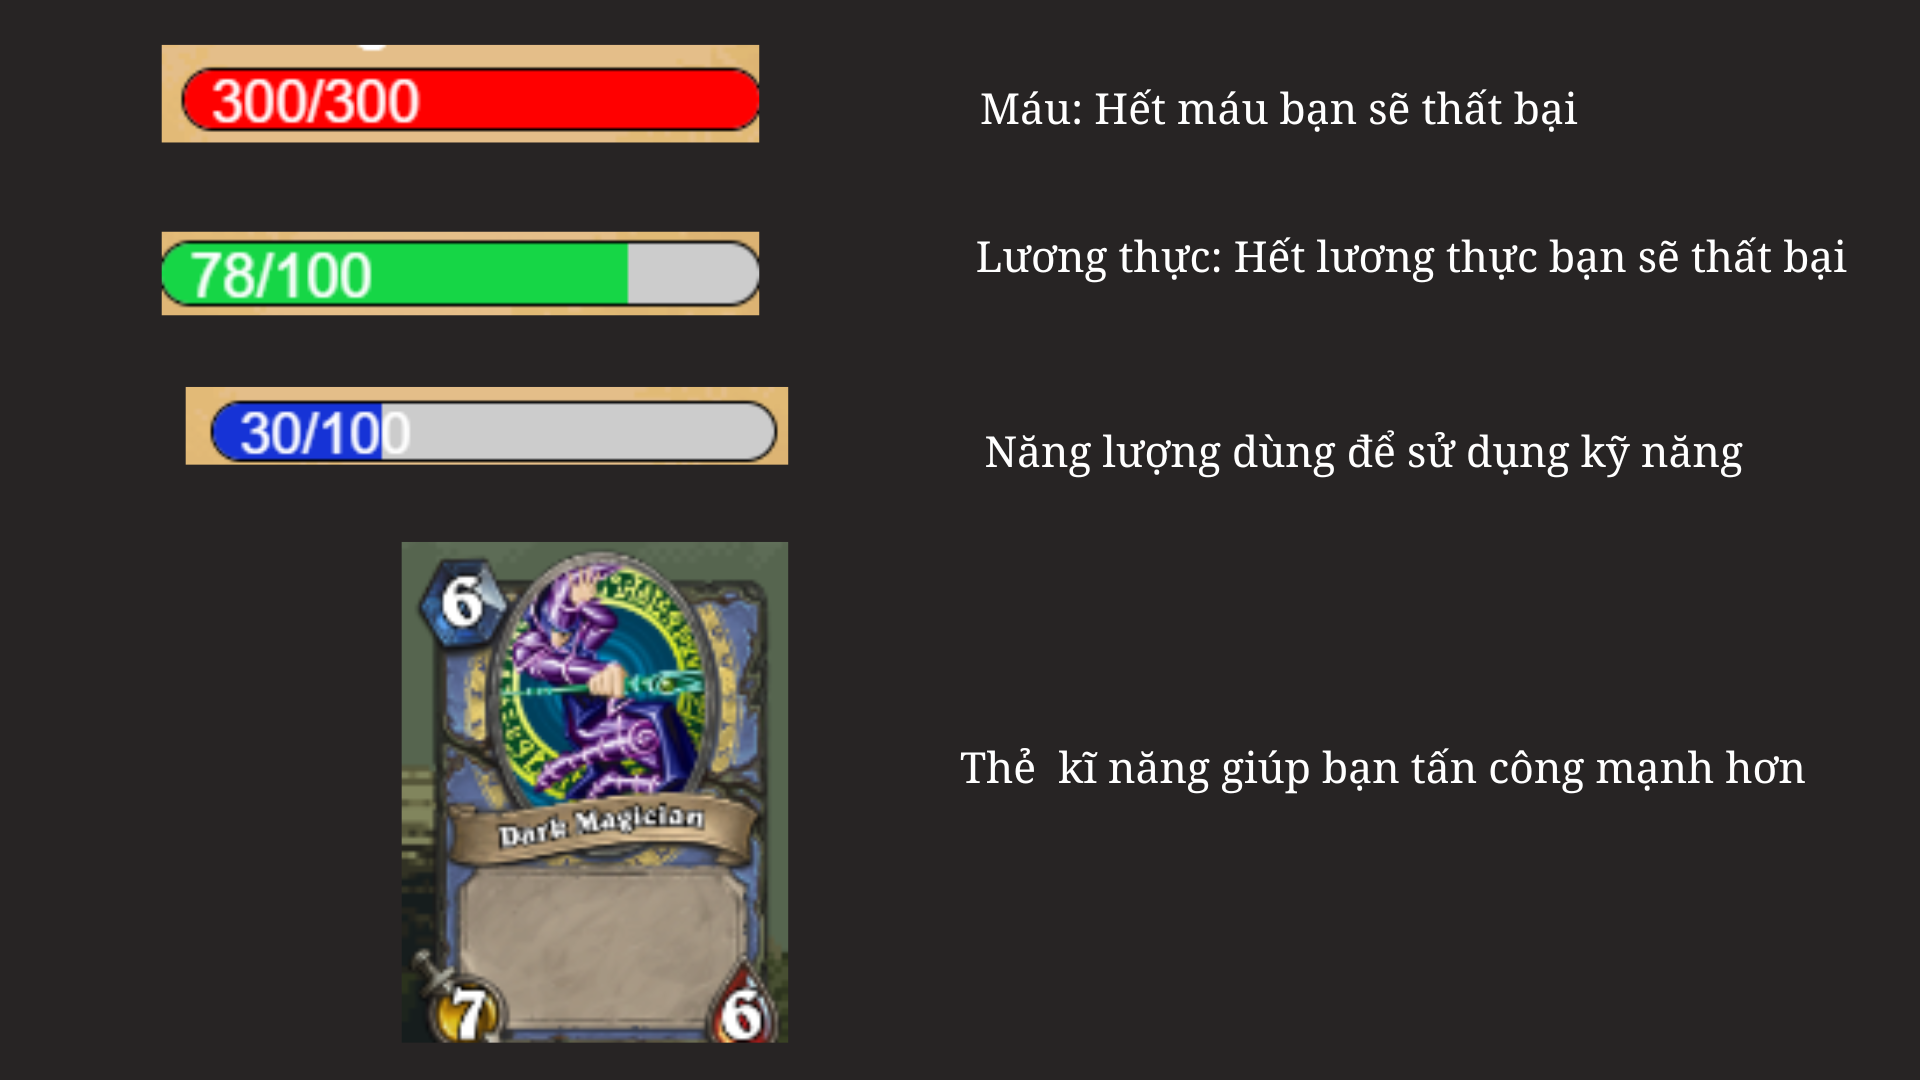 300/300
Máu: Hết máu bạn sẽ thất bại
78/100
Lương thực: Hết lương thực bạn sẽ thất bại
30/100
Năng lượng dùng để sử dụng kỹ năng
6
Dark Magician
Thẻ  kĩ năng giúp bạn tấn công mạnh hơn
7
6